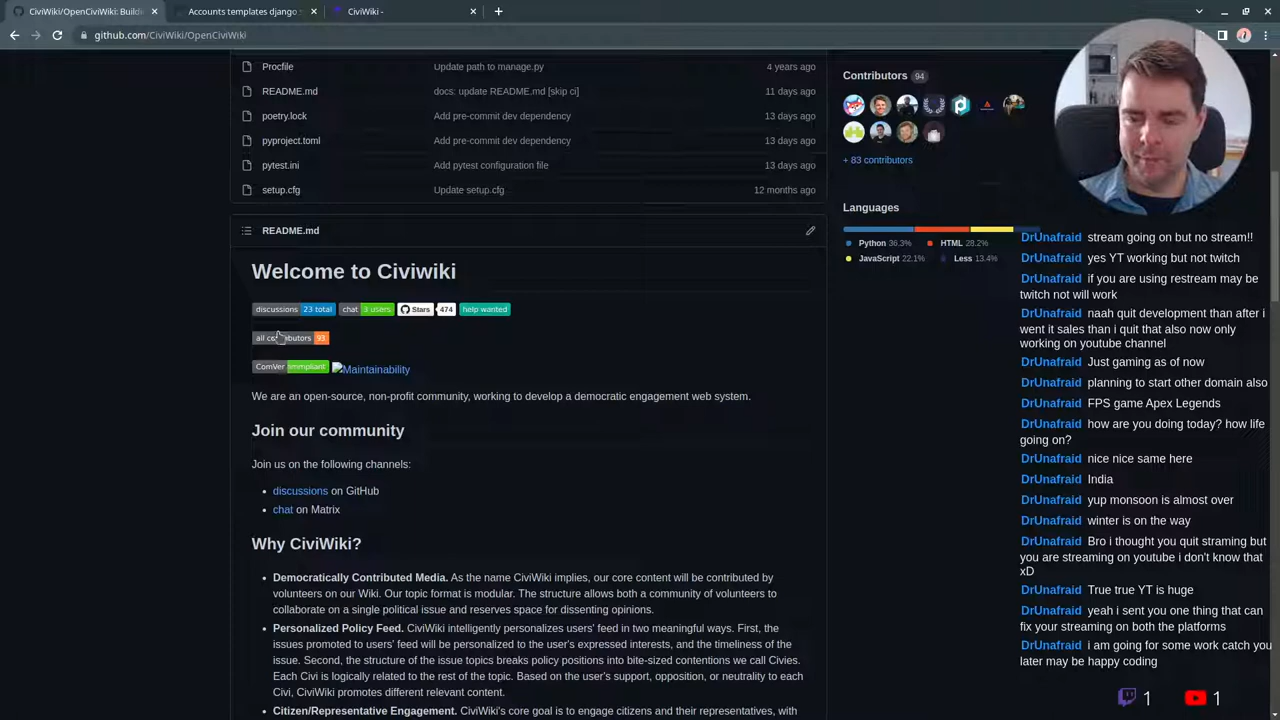 CiviWiki/OpenCiviWiki: Buildi
Accounts templates django
CiviWiki -
github.com/CiviWiki/OpenCiviWiki
Procfile Update path to manage.py 4 years ago
README.md docs: update README.md [skip ci] 11 days ago
poetry.lock Add pre-commit dev dependency 13 days ago
pyproject.toml Add pre-commit dev dependency 13 days ago
pytest.ini Add pytest configuration file 13 days ago
setup.cfg Update setup.cfg 12 months ago
README.md
Welcome to Civiwiki
discussions 23 total chat 3 users Stars 474 help wanted
all contributors 93
ComVer Maintainability
We are an open-source, non-profit community, working to develop a democratic engagement web system.
Join our community
Join us on the following channels:
discussions on GitHub
chat on Matrix
Why CiviWiki?
Democratically Contributed Media. As the name CiviWiki implies, our core content will be contributed by
volunteers on our Wiki. Our topic format is modular. The structure allows both a community of volunteers to
collaborate on a single political issue and reserves space for dissenting opinions.
Personalized Policy Feed. CiviWiki intelligently personalizes users' feed in two meaningful ways. First, the
issues promoted to users' feed will be personalized to the user's expressed interests, and the timeliness of the
issue. Second, the structure of the issue topics breaks policy positions into bite-sized contentions we call Civies.
Each Civi is logically related to the rest of the topic. Based on the user's support, opposition, or neutrality to each
Civi, CiviWiki promotes different relevant content.
Citizen/Representative Engagement. CiviWiki's core goal is to engage citizens and their representatives, with
Contributors 94
+ 83 contributors
Languages
Python 36.3% HTML 28.2%
JavaScript 22.1% Less 13.4%
DrUnafraid stream going on but no stream!!
DrUnafraid yes YT working but not twitch
DrUnafraid if you are using restream may be
twitch not will work
DrUnafraid naah quit development than after i
went it sales than i quit that also now only
working on youtube channel
DrUnafraid Just gaming as of now
DrUnafraid planning to start other domain also
DrUnafraid FPS game Apex Legends
DrUnafraid how are you doing today? how life
going on?
DrUnafraid nice nice same here
DrUnafraid India
DrUnafraid yup monsoon is almost over
DrUnafraid winter is on the way
DrUnafraid Bro i thought you quit straming but
you are streaming on youtube i don't know that
xD
DrUnafraid True true YT is huge
DrUnafraid yeah i sent you one thing that can
fix your streaming on both the platforms
DrUnafraid i am going for some work catch you
later may be happy coding
1 1